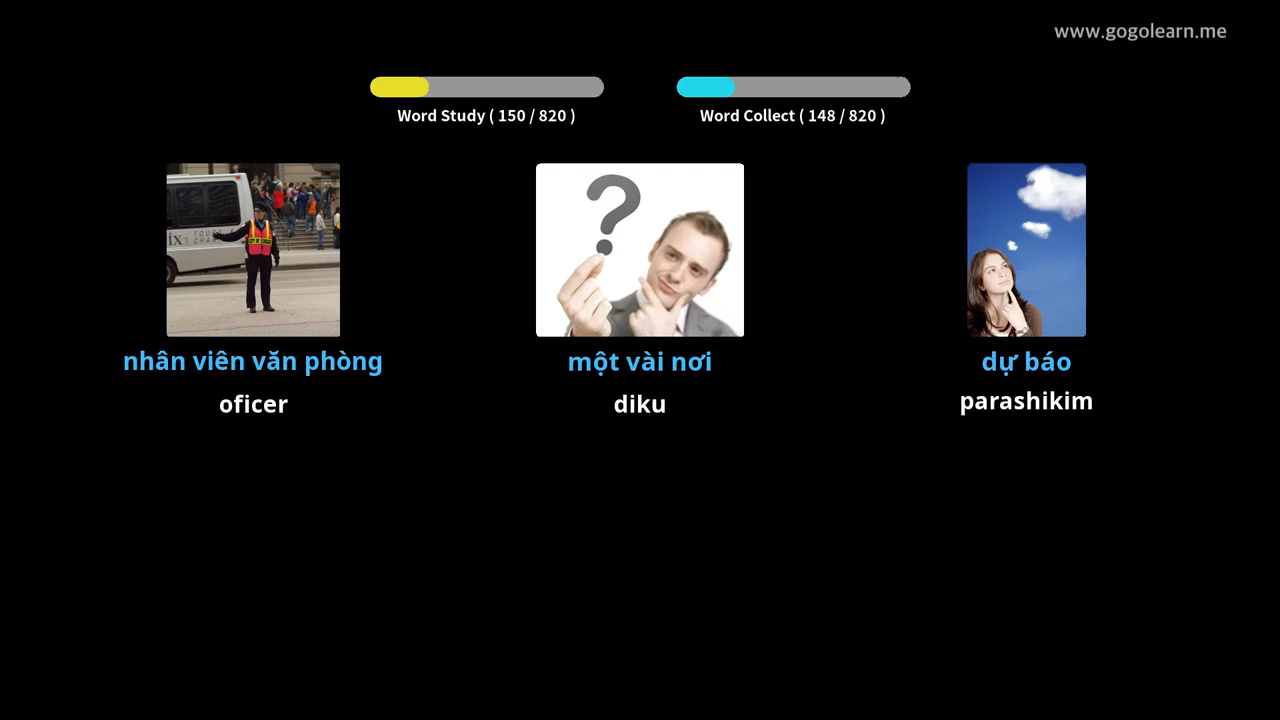 www.gogolearn.me
Word Study ( 150 / 820 )
Word Collect ( 148 / 820 )
nhân viên văn phòng
một vài nơi
dự báo
oficer
diku
parashikim